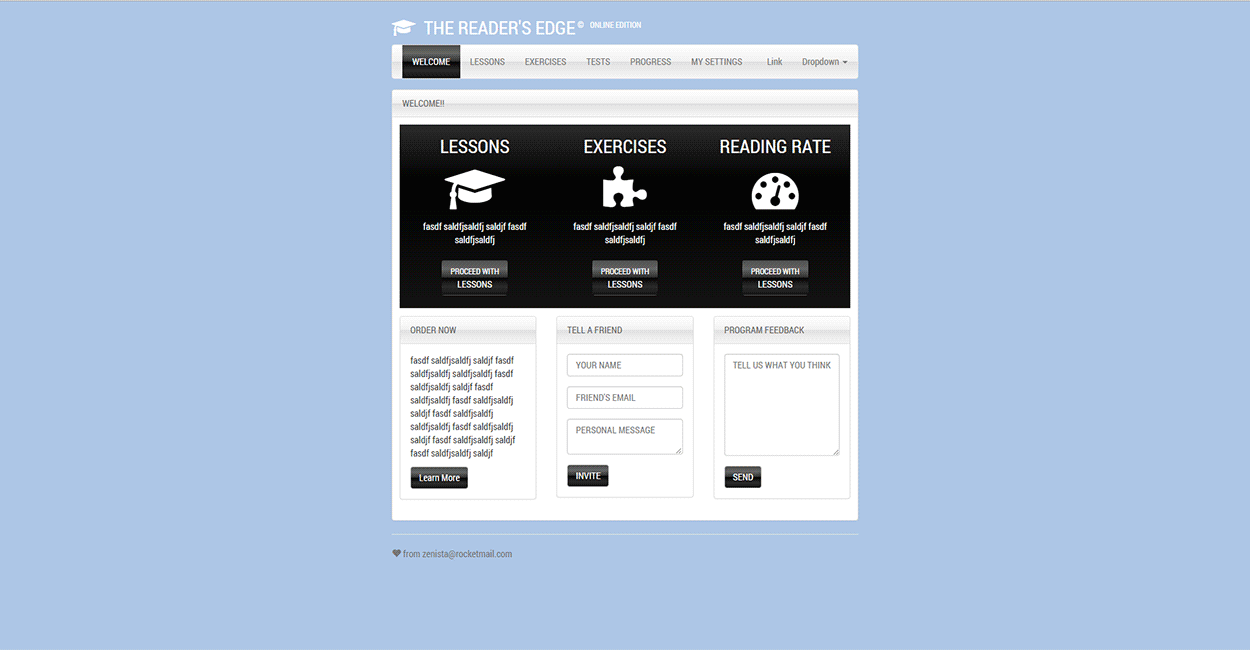 THE READER'S EDGE © ONLINE EDITION
WELCOME LESSONS EXERCISES TESTS PROGRESS MY SETTINGS Link Dropdown
WELCOME!!
LESSONS
fasdf saldfjsaldfj saldjf fasdf
saldfjsaldfj
PROCEED WITH
LESSONS
EXERCISES
fasdf saldfjsaldfj saldjf fasdf
saldfjsaldfj
PROCEED WITH
LESSONS
READING RATE
fasdf saldfjsaldfj saldjf fasdf
saldfjsaldfj
PROCEED WITH
LESSONS
ORDER NOW
fasdf saldfjsaldfj saldjf fasdf
saldfjsaldfj saldfjsaldfj fasdf
saldfjsaldfj saldjf fasdf
saldfjsaldfj fasdf saldfjsaldfj
saldjf fasdf saldfjsaldfj
saldfjsaldfj fasdf saldfjsaldfj
saldjf fasdf saldfjsaldfj saldjf
fasdf saldfjsaldfj saldjf
Learn More
TELL A FRIEND
YOUR NAME
FRIEND'S EMAIL
PERSONAL MESSAGE
INVITE
PROGRAM FEEDBACK
TELL US WHAT YOU THINK
SEND
from zenista@rocketmail.com